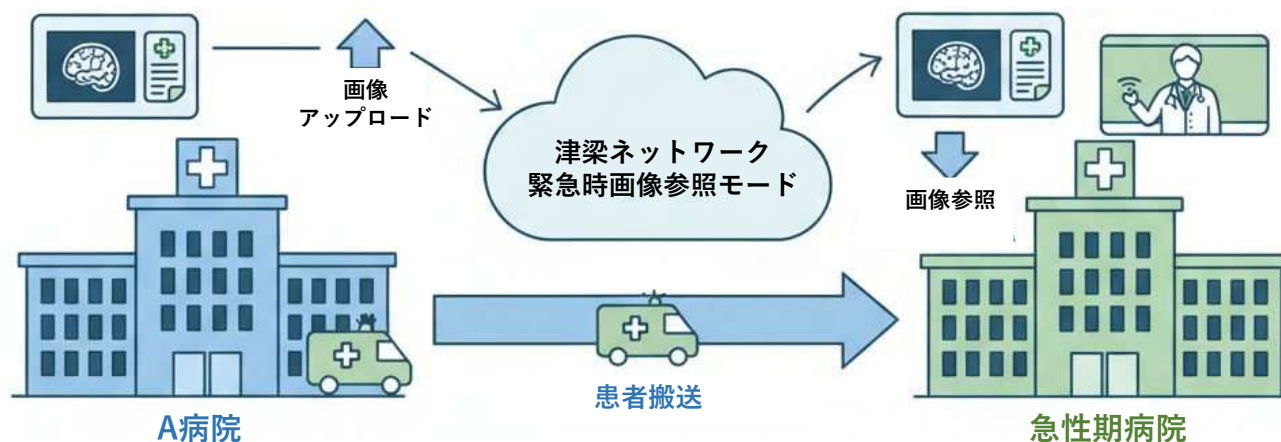 画像
アップロード
津梁ネットワーク
緊急時画像参照モード
画像参照
患者搬送
A病院
急性期病院